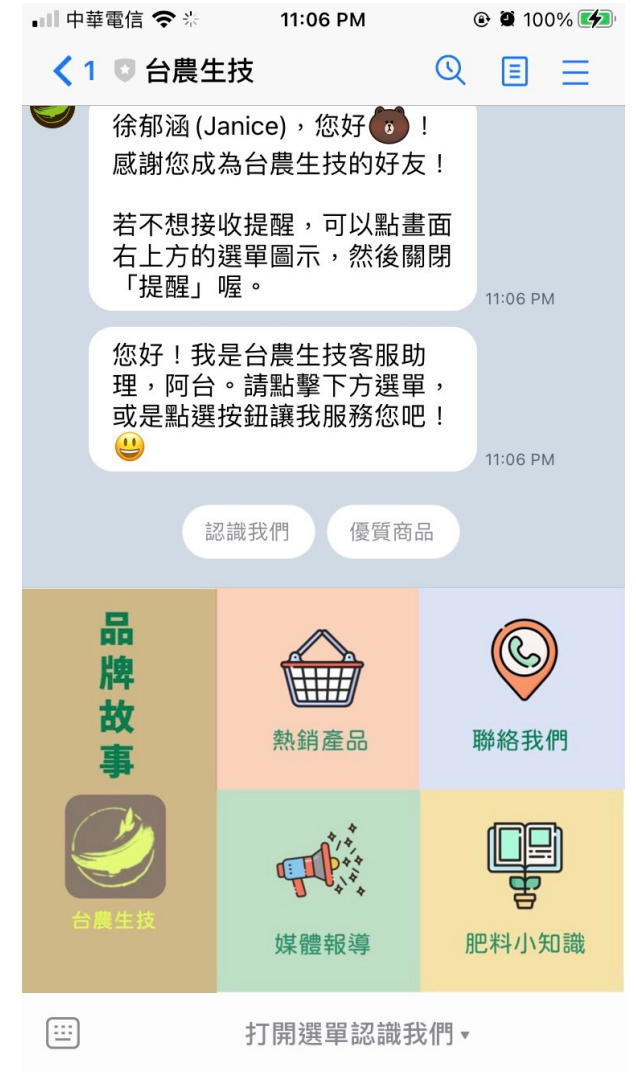 中華電信
11:06 PM
100%
1
台農生技
徐郁涵 (Janice)，您好！
感謝您成為台農生技的好友！
若不想接收提醒，可以點畫面
右上方的選單圖示，然後關閉
「提醒」喔。
11:06 PM
您好！我是台農生技客服助
理，阿台。請點擊下方選單，
或是點選按鈕讓我服務您吧！
11:06 PM
認識我們
優質商品
品牌故事
台農生技
熱銷產品
聯絡我們
媒體報導
肥料小知識
打開選單認識我們